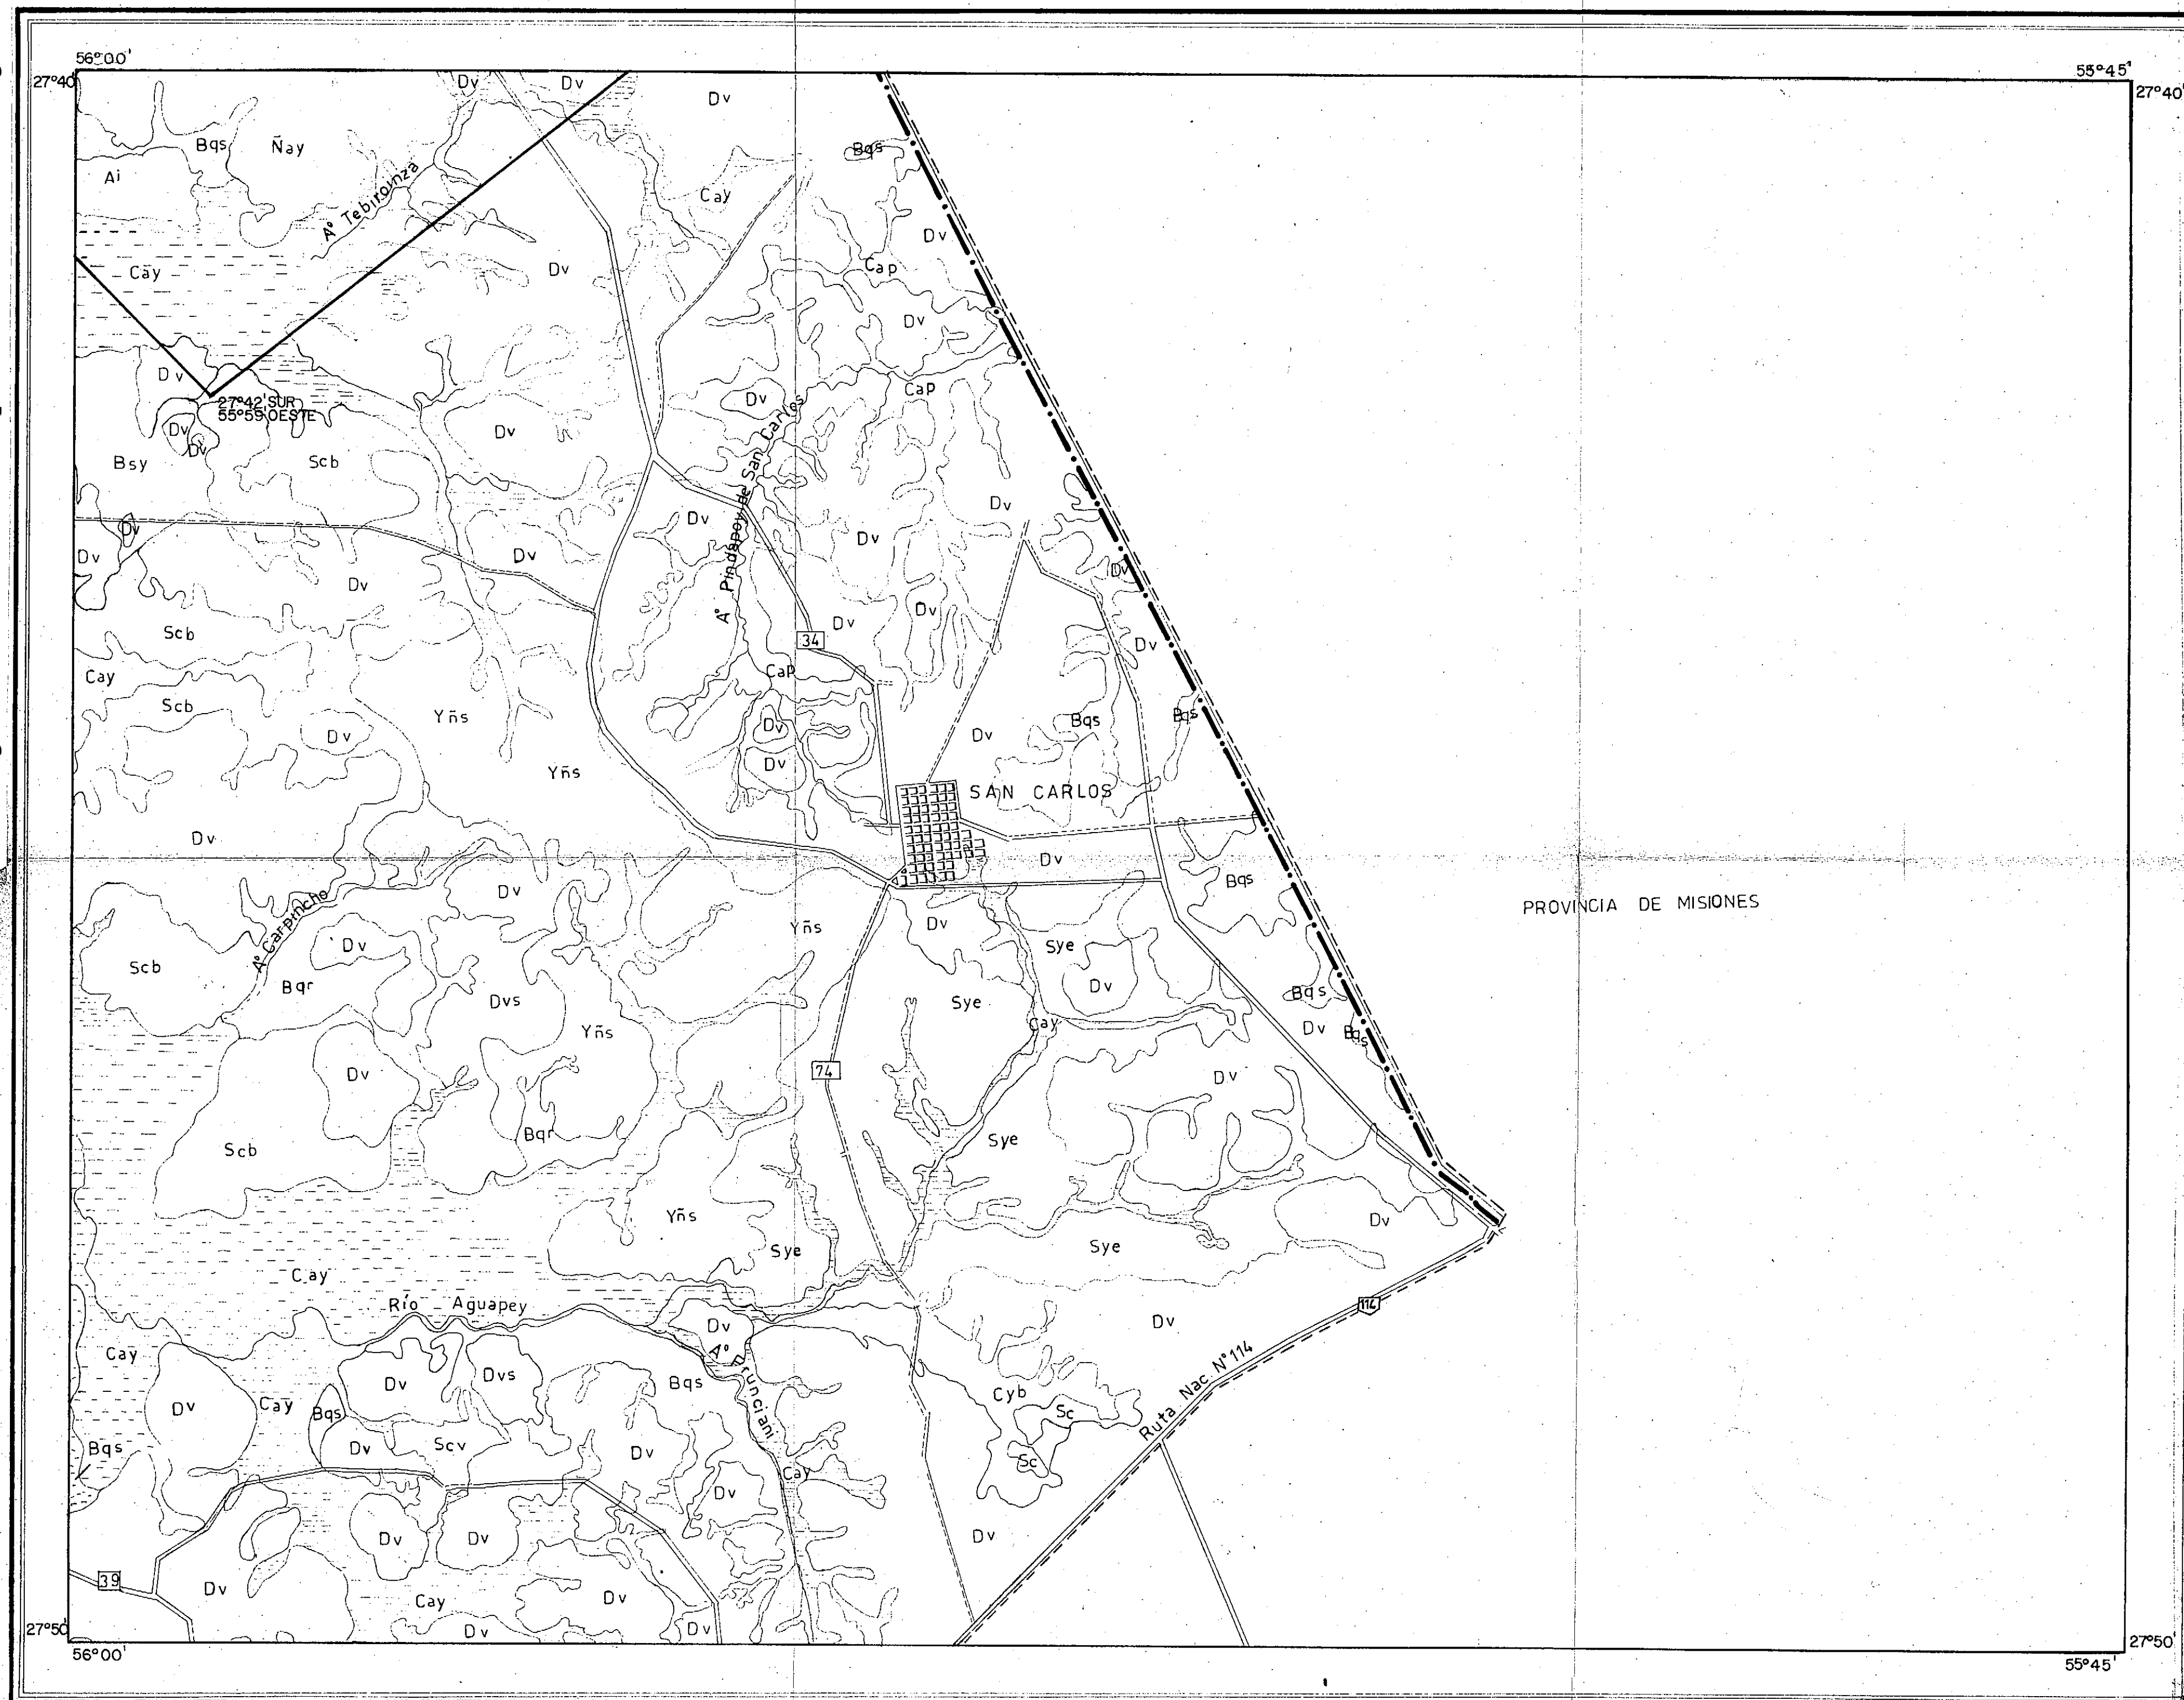 56°00'
55°45'
27°40'
27°40'
Dv
Dv
Dv
Bqs
Ñay
Bqs
Ai
A° Tebiroinza
Cay
Dv
Cay
Dv
Cap
Dv
Dv
Cap
Dv
27°42' SUR
55°59' OESTE
Dv
Dv
Dv
Bsy
Scb
A° Pindapoy de San Carlos
Dv
Dv
Dv
Dv
Dv
Dv
Dv
Dv
Dv
Dv
Scb
34
Dv
Cay
Cap
Scb
Yñs
Bqs
Bqs
Dv
Dv
Dv
Yñs
Dv
SAN CARLOS
Dv
Dv
Dv
Bqs
A° Carpincho
PROVINCIA DE MISIONES
Yñs
Dv
Dv
Sye
Scb
Bqr
Dvs
Sye
Dv
Bqs
Yñs
Cay
Dv
Bqs
Dv
74
Dv
Bqr
Sye
Scb
Yñs
Dv
Sye
Sye
Cay
Río Aguapey
114
Dv
Dv
Cay
A° Prunciani
Dv
Dvs
Bqs
Ruta Nac. N°114
Dv
Cay
Bqs
Cyb
Sc
Bqs
Dv
Scv
Dv
Sc
Cay
Dv
Dv
Dv
Dv
39
Dv
Cay
Dv
Dv
Dv
27°50'
27°50'
56°00'
55°45'